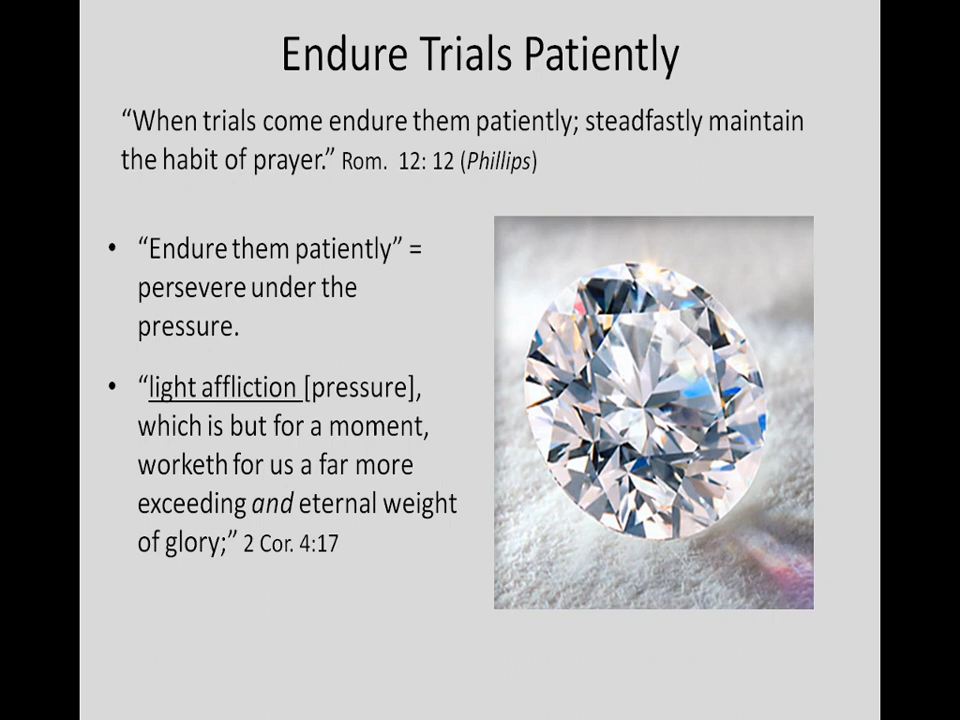 Endure Trials Patiently
“When trials come endure them patiently; steadfastly maintain
the habit of prayer.” Rom.  12: 12 (Phillips)
• “Endure them patiently” =
persevere under the
pressure.
• “light affliction [pressure],
which is but for a moment,
worketh for us a far more
exceeding and eternal weight
of glory;” 2 Cor. 4:17